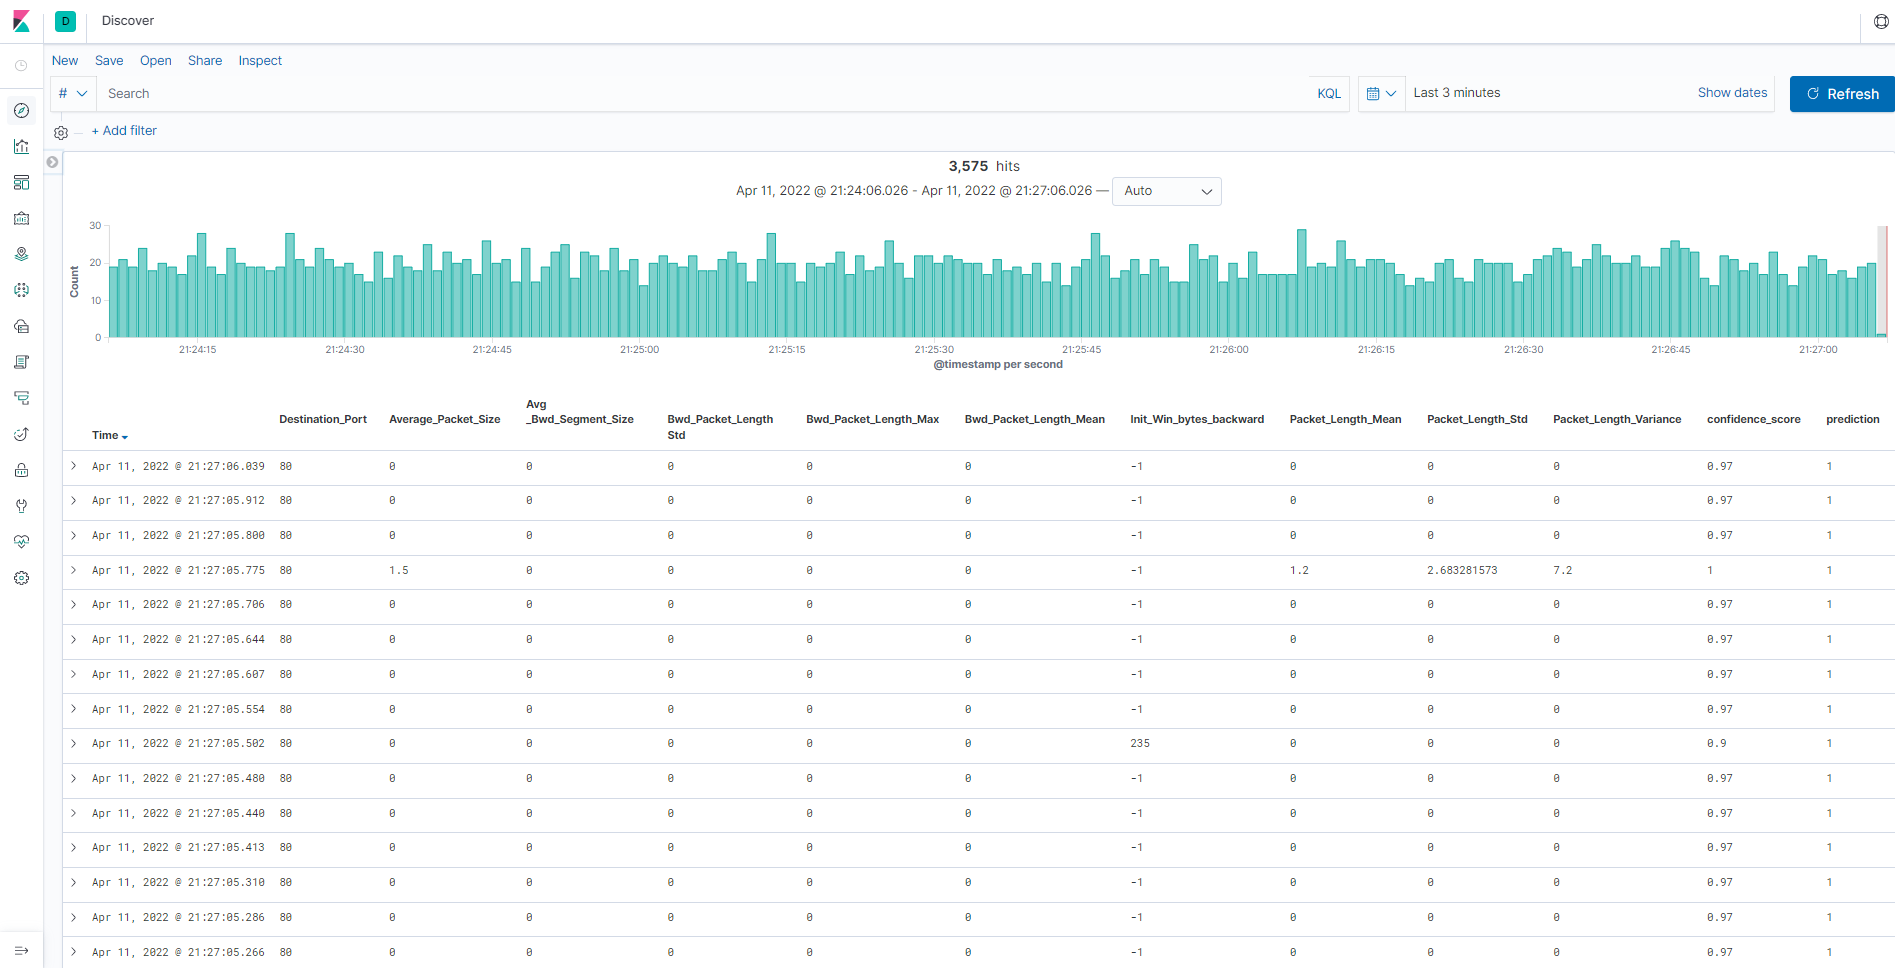 D Discover
New Save Open Share Inspect
# Search KQL Last 3 minutes Show dates Refresh
+ Add filter
3,575 hits
Apr 11, 2022 @ 21:24:06.026 - Apr 11, 2022 @ 21:27:06.026 — Auto
30
20
10
0
Count
21:24:15 21:24:30 21:24:45 21:25:00 21:25:15 21:25:30 21:25:45 21:26:00 21:26:15 21:26:30 21:26:45 21:27:00
@timestamp per second
Time Destination_Port Average_Packet_Size Avg _Bwd_Segment_Size Bwd_Packet_Length Std Bwd_Packet_Length_Max Bwd_Packet_Length_Mean Init_Win_bytes_backward Packet_Length_Mean Packet_Length_Std Packet_Length_Variance confidence_score prediction
Apr 11, 2022 @ 21:27:06.039 80 0 0 0 0 0 -1 0 0 0 0.97 1
Apr 11, 2022 @ 21:27:05.912 80 0 0 0 0 0 -1 0 0 0 0.97 1
Apr 11, 2022 @ 21:27:05.800 80 0 0 0 0 0 -1 0 0 0 0.97 1
Apr 11, 2022 @ 21:27:05.775 80 1.5 0 0 0 0 -1 1.2 2.683281573 7.2 1 1
Apr 11, 2022 @ 21:27:05.706 80 0 0 0 0 0 -1 0 0 0 0.97 1
Apr 11, 2022 @ 21:27:05.644 80 0 0 0 0 0 -1 0 0 0 0.97 1
Apr 11, 2022 @ 21:27:05.607 80 0 0 0 0 0 -1 0 0 0 0.97 1
Apr 11, 2022 @ 21:27:05.554 80 0 0 0 0 0 -1 0 0 0 0.97 1
Apr 11, 2022 @ 21:27:05.502 80 0 0 0 0 0 235 0 0 0 0.9 1
Apr 11, 2022 @ 21:27:05.480 80 0 0 0 0 0 -1 0 0 0 0.97 1
Apr 11, 2022 @ 21:27:05.440 80 0 0 0 0 0 -1 0 0 0 0.97 1
Apr 11, 2022 @ 21:27:05.413 80 0 0 0 0 0 -1 0 0 0 0.97 1
Apr 11, 2022 @ 21:27:05.310 80 0 0 0 0 0 -1 0 0 0 0.97 1
Apr 11, 2022 @ 21:27:05.286 80 0 0 0 0 0 -1 0 0 0 0.97 1
Apr 11, 2022 @ 21:27:05.266 80 0 0 0 0 0 -1 0 0 0 0.97 1